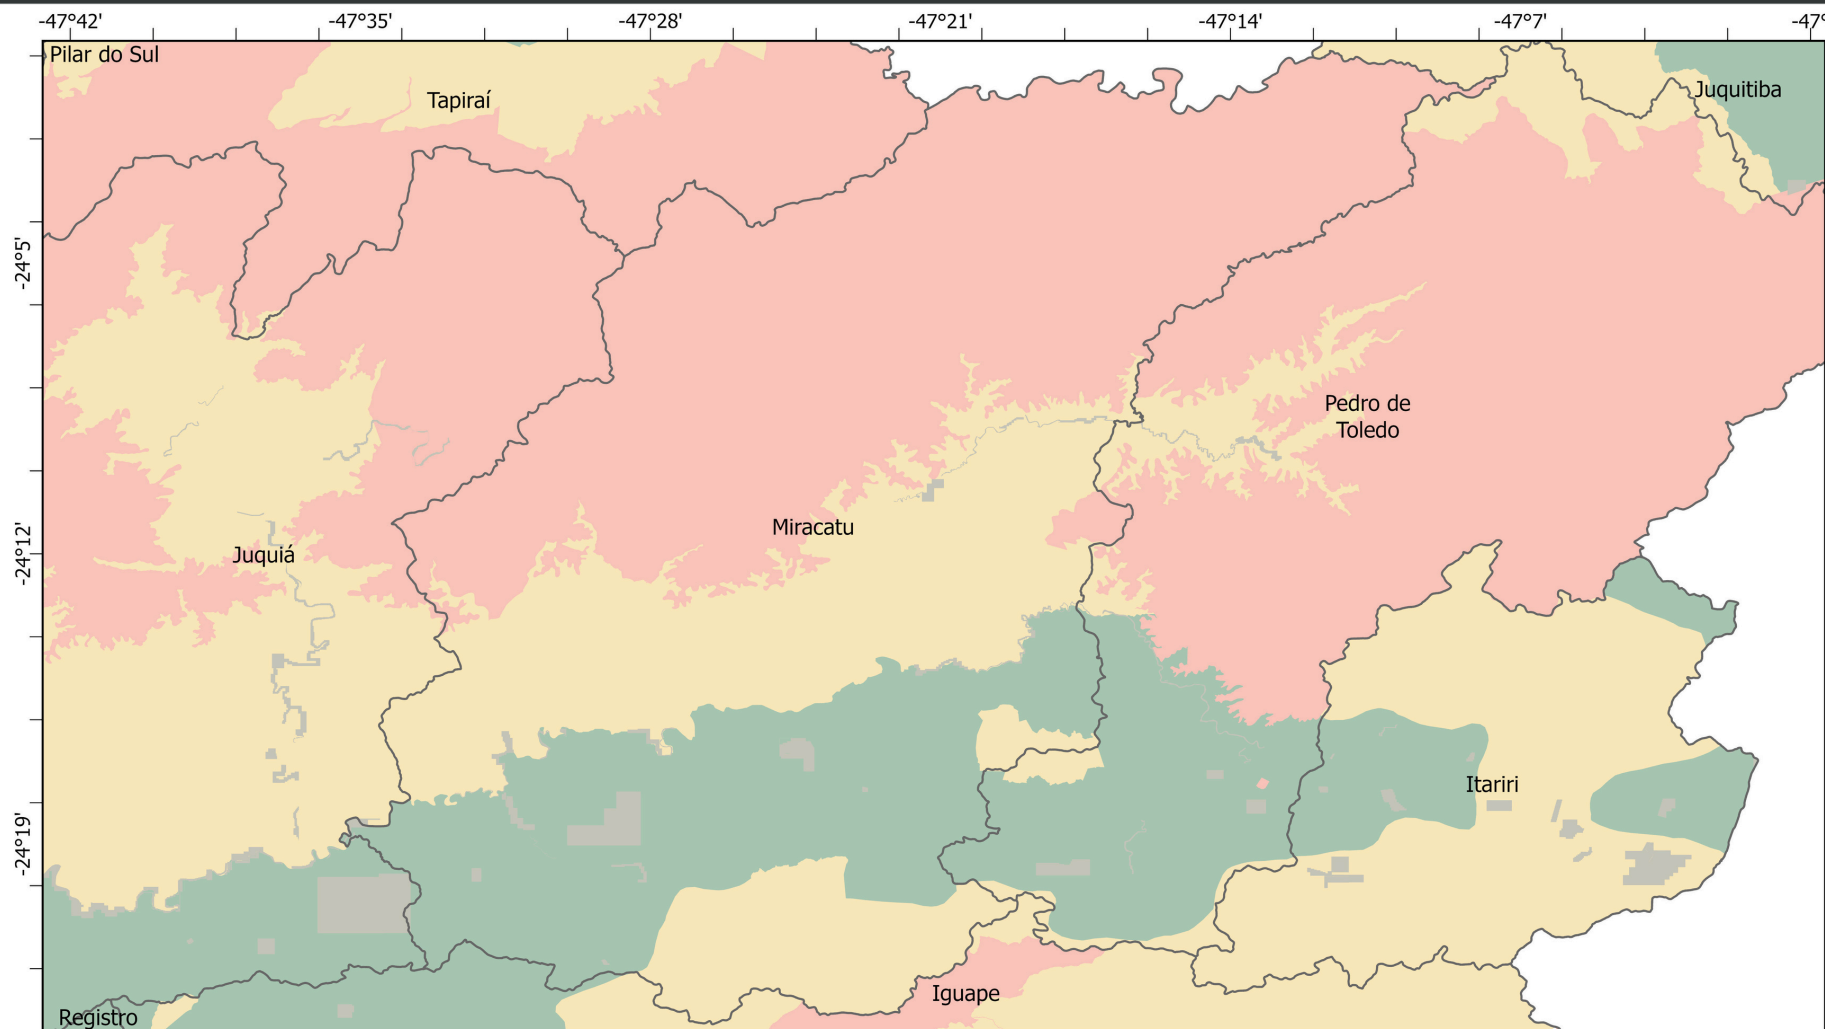 -47°42'
-47°35'
-47°28'
-47°21'
-47°14'
-47°7'
-47°
Pilar do Sul
Tapiraí
Juquitiba
-24°5'
Pedro de
Toledo
Miracatu
Juquiá
-24°12'
Itariri
-24°19'
Iguape
Registro